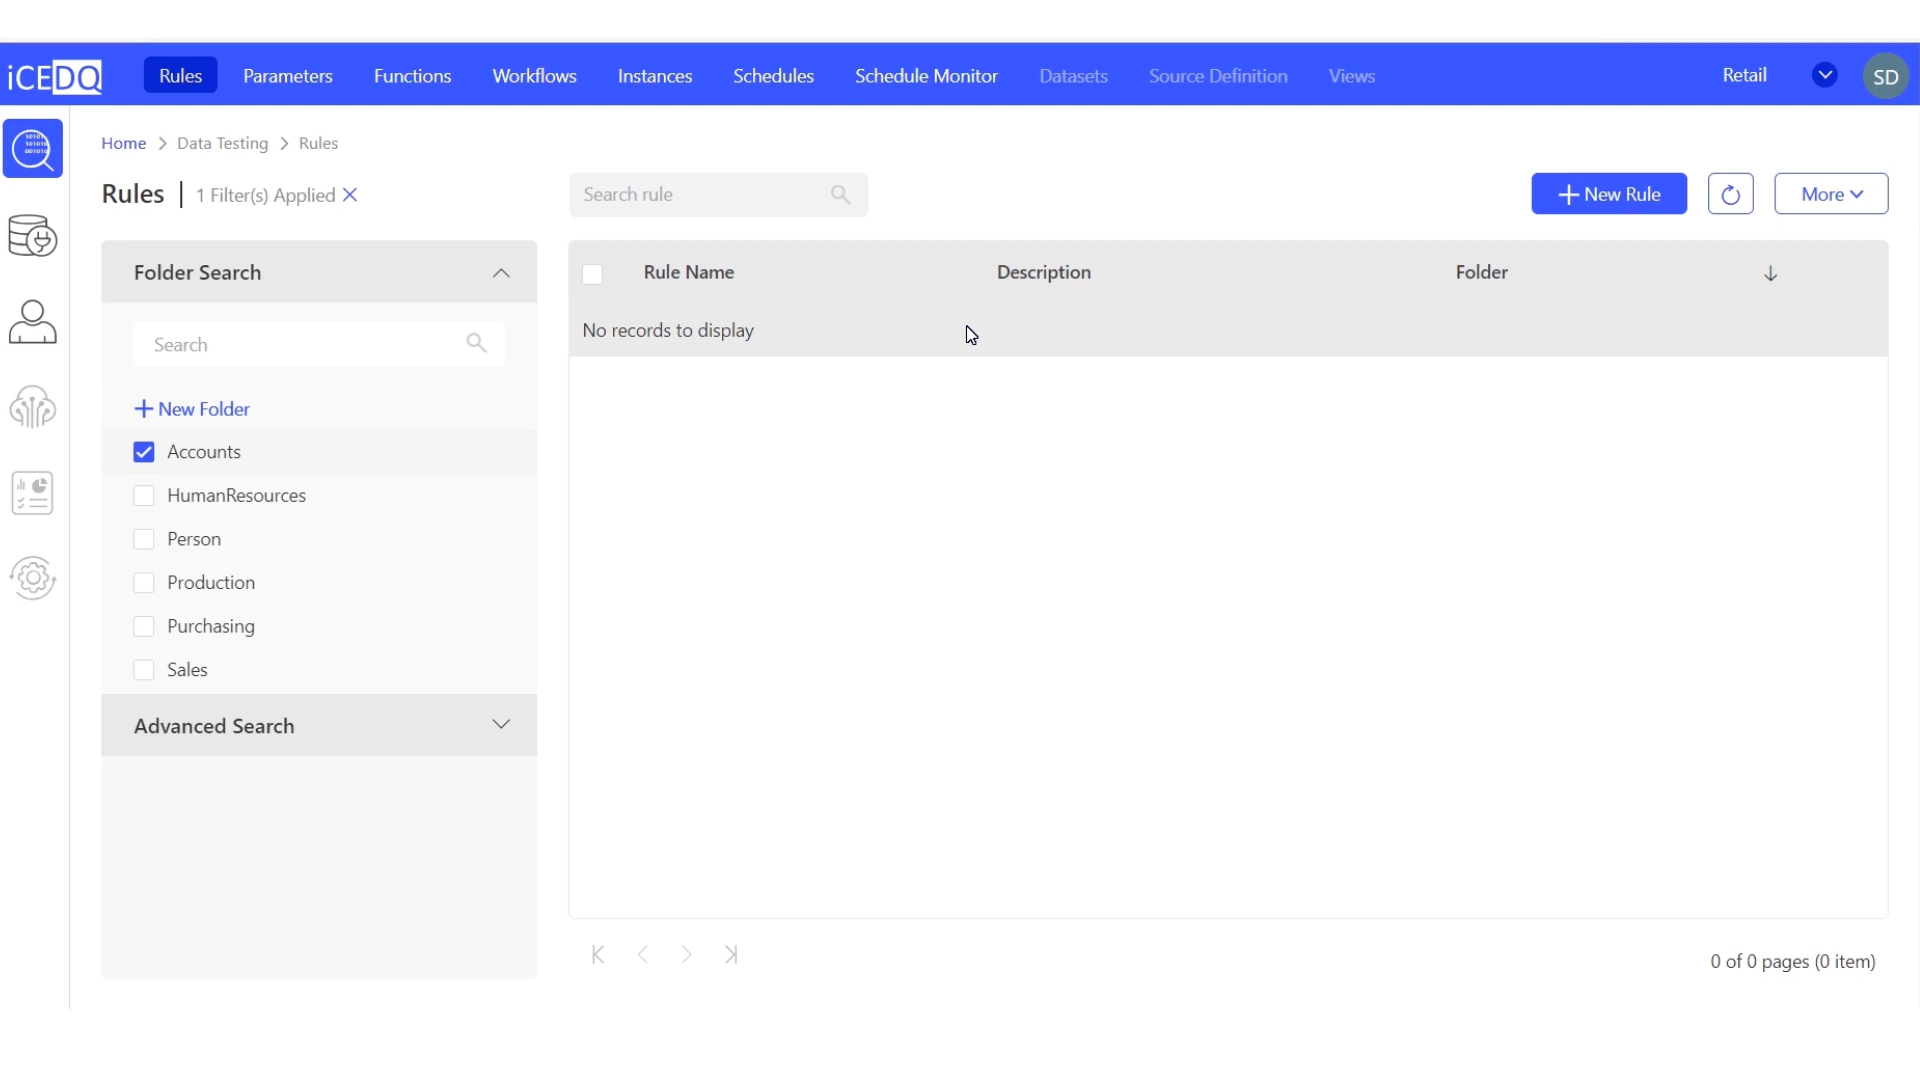 iCEDQ
Rules Parameters Functions Workflows Instances Schedules Schedule Monitor Datasets Source Definition Views Retail SD
Home > Data Testing > Rules
Rules | 1 Filter(s) Applied
Search rule
+ New Rule
More
Folder Search
Search
+ New Folder
Accounts
HumanResources
Person
Production
Purchasing
Sales
Advanced Search
Rule Name Description Folder
No records to display
0 of 0 pages (0 item)